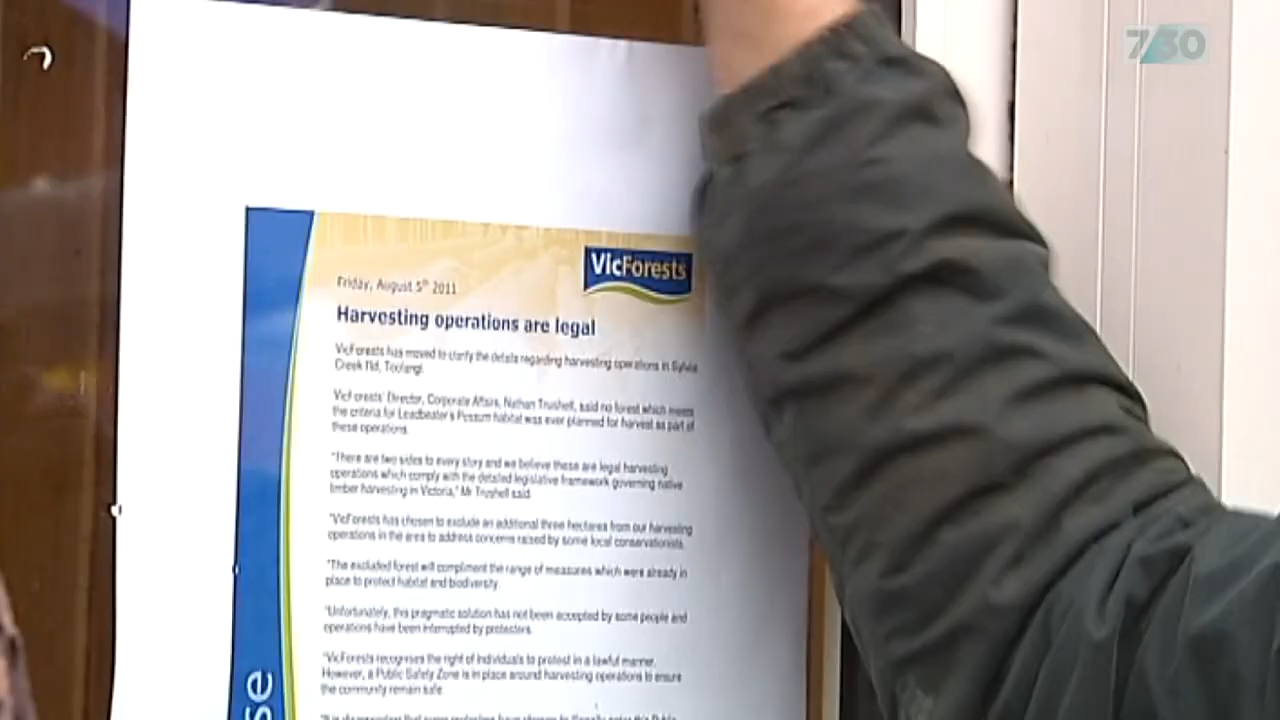 7.30
VicForests
Friday, August 5th 2011
Harvesting operations are legal
VicForests has moved to clarify the details regarding harvesting operations in Sylvia
Creek Rd, Toolangi.
VicForests' Director, Corporate Affairs, Nathan Trushell, said no forest which meets
the criteria for Leadbeater's Possum habitat was ever planned for harvest as part of
these operations.
"There are two sides to every story and we believe these are legal harvesting
operations which comply with the detailed legislative framework governing native
timber harvesting in Victoria," Mr Trushell said.
"VicForests has chosen to exclude an additional three hectares from our harvesting
operations in the area to address concerns raised by some local conservationists.
"The excluded forest will compliment the range of measures which were already in
place to protect habitat and biodiversity.
"Unfortunately, this pragmatic solution has not been accepted by some people and
operations have been interrupted by protesters.
"VicForests recognises the right of individuals to protest in a lawful manner.
However, a Public Safety Zone is in place around harvesting operations to ensure
the community remain safe.
se